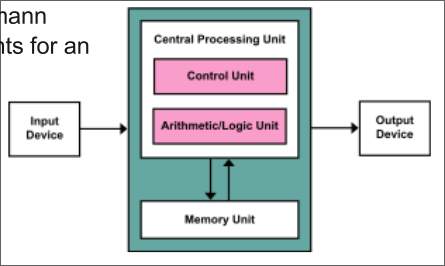 mann
nts for an
Central Processing Unit
Control Unit
Arithmetic/Logic Unit
Memory Unit
Input
Device
Output
Device